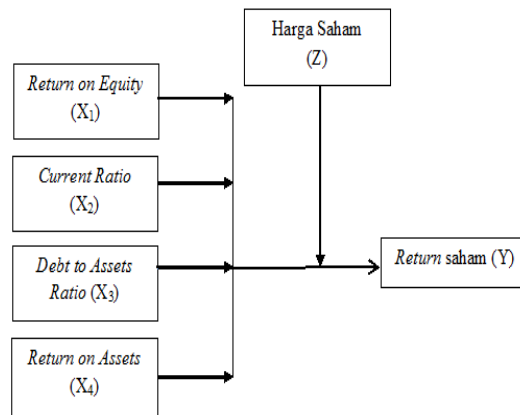 Harga Saham
(Z)
Return on Equity
(X₁)
Current Ratio
(X₂)
Debt to Assets
Ratio (X₃)
Return on Assets
(X₄)
Return saham (Y)